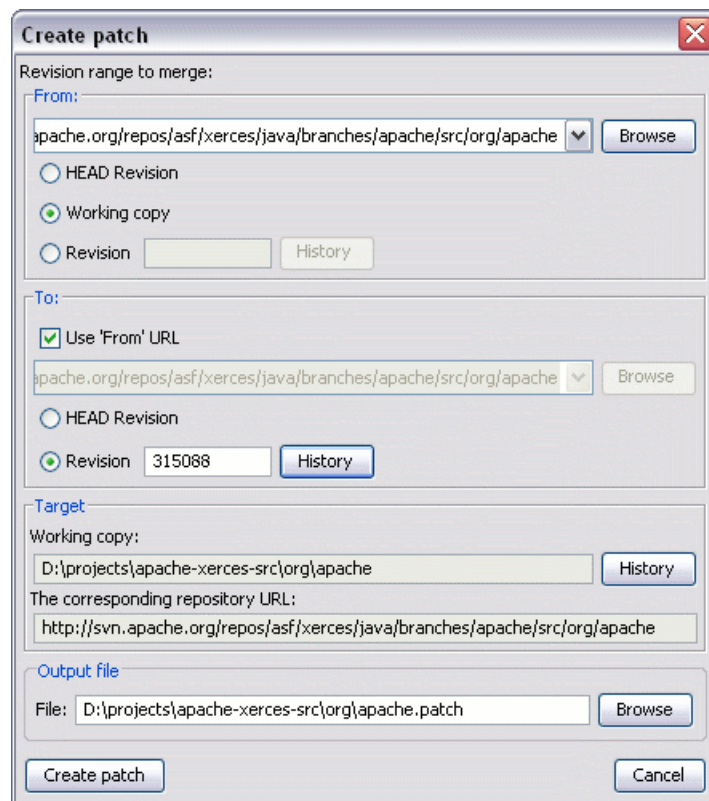 Create patch
Revision range to merge:
From:
apache.org/repos/asf/xerces/java/branches/apache/src/org/apache Browse
HEAD Revision
Working copy
Revision History
To:
Use 'From' URL
apache.org/repos/asf/xerces/java/branches/apache/src/org/apache Browse
HEAD Revision
Revision 315088 History
Target
Working copy:
D:\projects\apache-xerces-src\org\apache History
The corresponding repository URL:
http://svn.apache.org/repos/asf/xerces/java/branches/apache/src/org/apache
Output file
File: D:\projects\apache-xerces-src\org\apache.patch Browse
Create patch Cancel